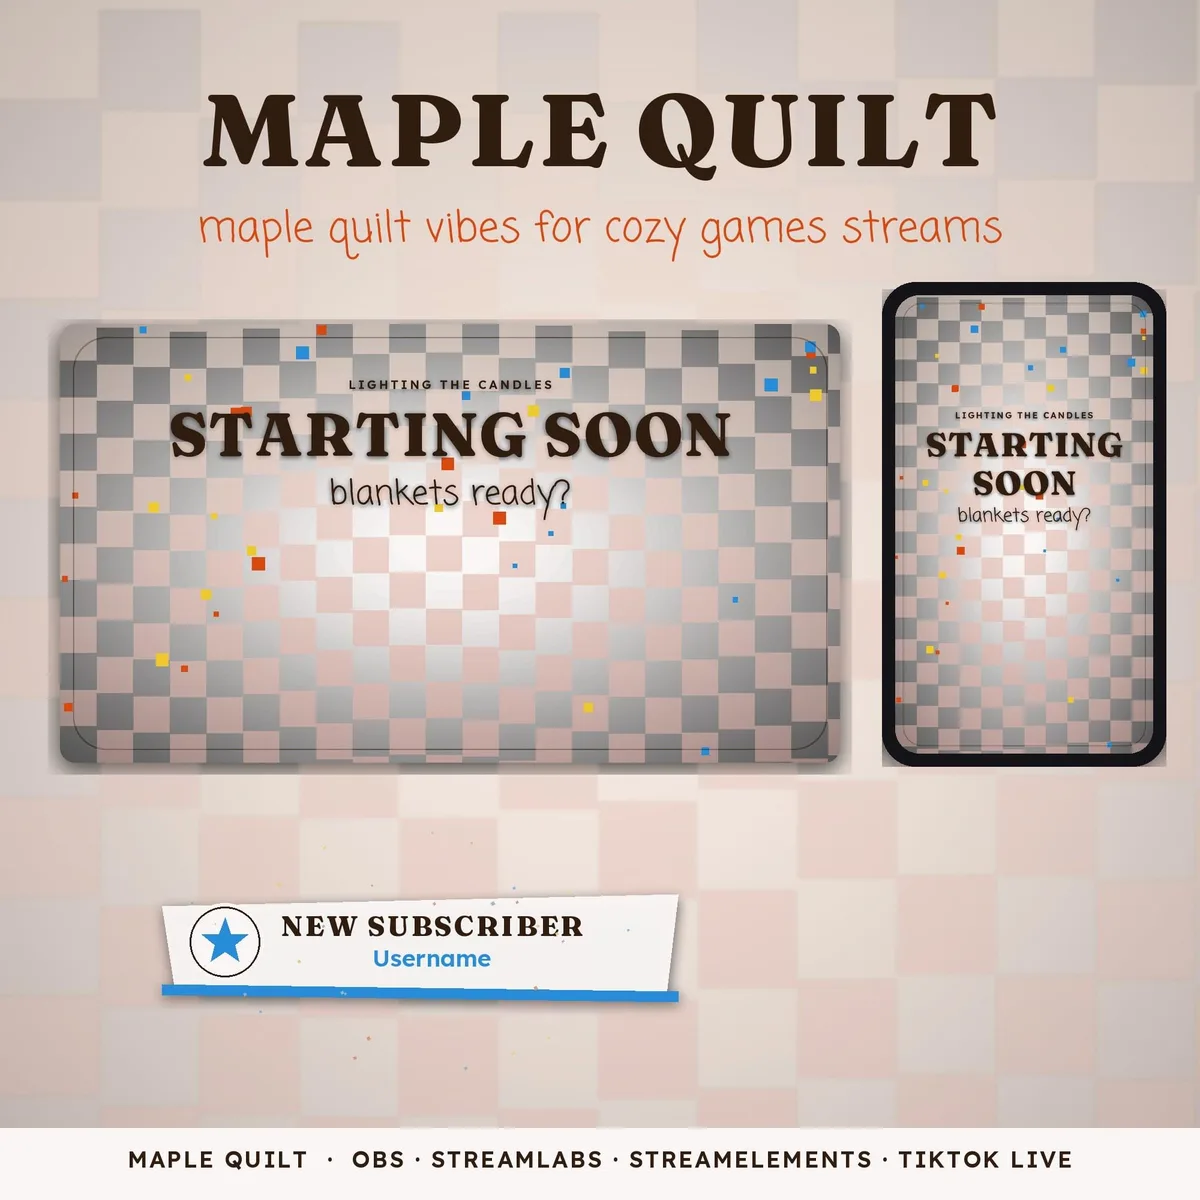 MAPLE QUILT
maple quilt vibes for cozy games streams
LIGHTING THE CANDLES
STARTING SOON
blankets ready?
LIGHTING THE CANDLES
STARTING
SOON
blankets ready?
NEW SUBSCRIBER
Username
MAPLE QUILT · OBS · STREAMLABS · STREAMELEMENTS · TIKTOK LIVE